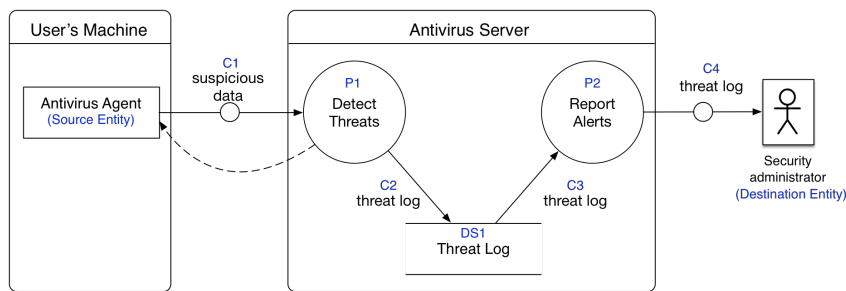 User's Machine
Antivirus Server
C1
suspicious
data
P1
Detect
Threats
P2
Report
Alerts
C4
threat log
Antivirus Agent
(Source Entity)
Security
administrator
(Destination Entity)
C2
threat log
C3
threat log
DS1
Threat Log